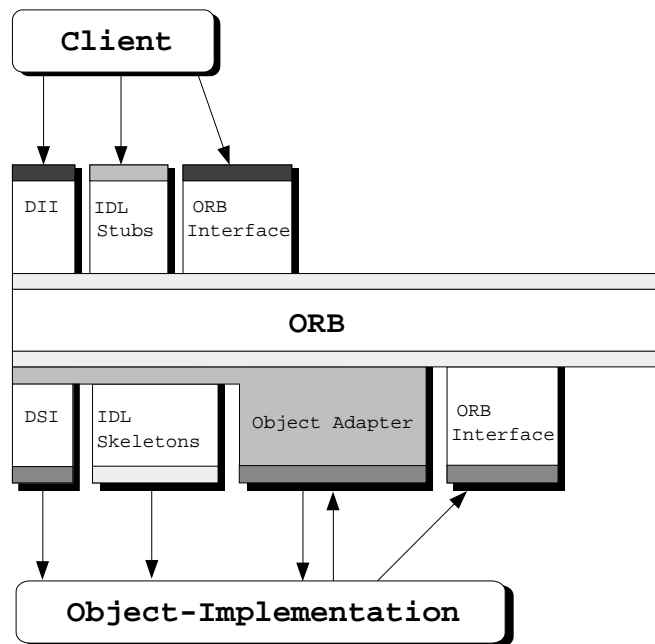 Client
DII
IDL
Stubs
ORB
Interface
ORB
DSI
IDL
Skeletons
Object Adapter
ORB
Interface
Object-Implementation